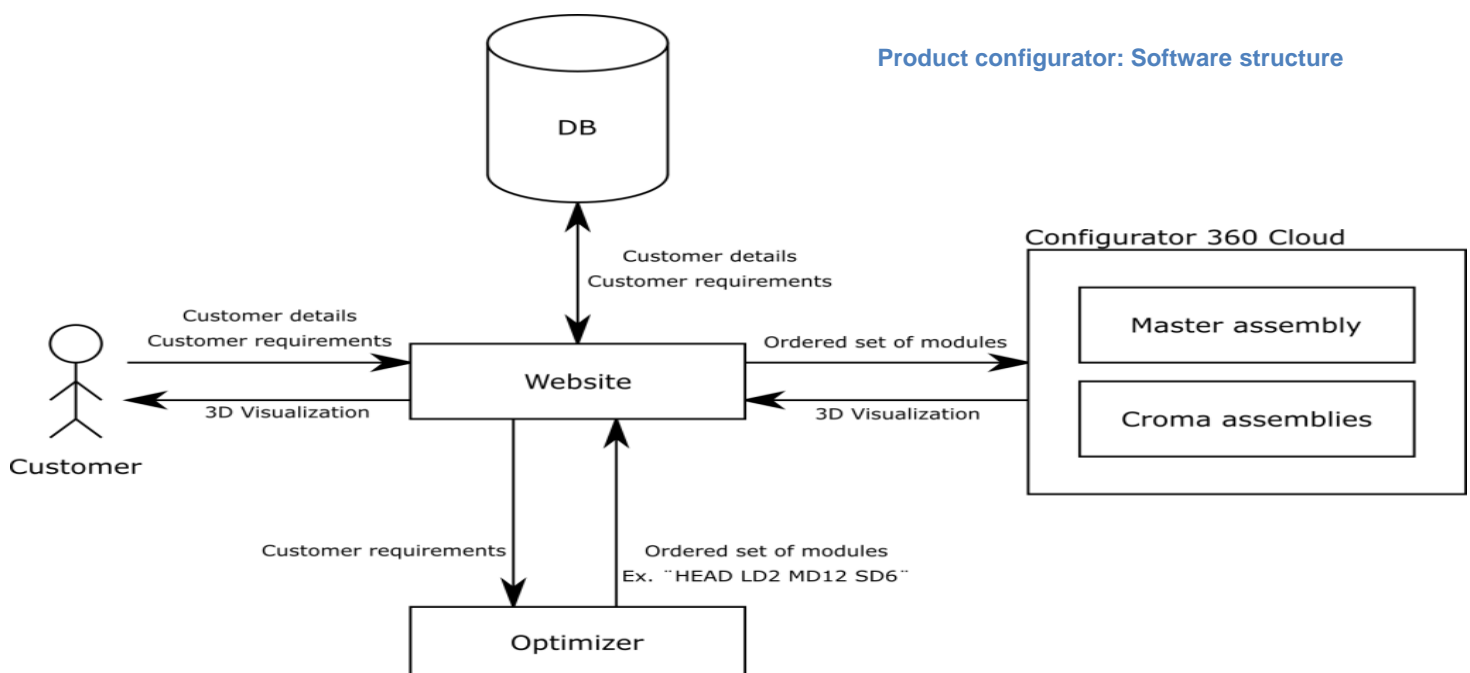 Product configurator: Software structure
DB
Customer details
Customer requirements
Configurator 360 Cloud
Master assembly
Croma assemblies
Customer details
Customer requirements
Ordered set of modules
Website
3D Visualization
3D Visualization
Customer
Customer requirements
Ordered set of modules
Ex. ¨HEAD LD2 MD12 SD6¨
Optimizer